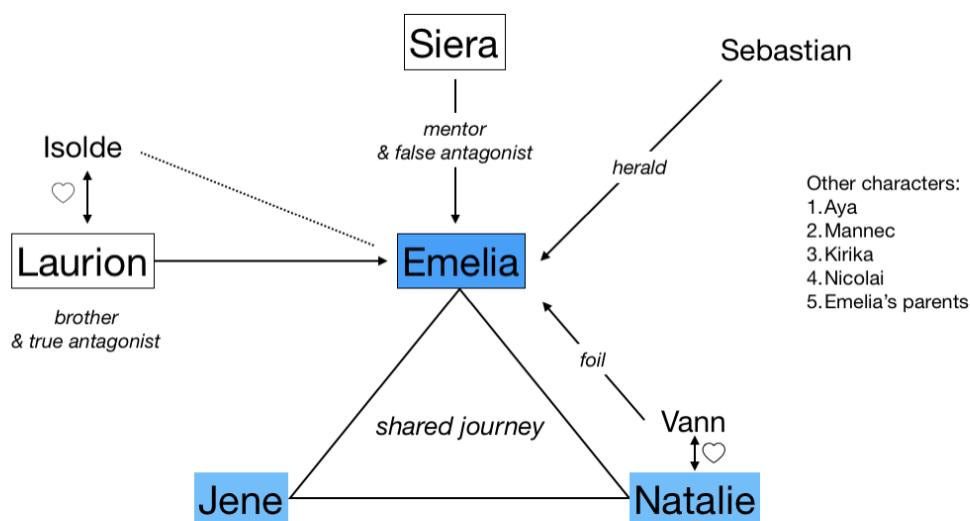 Siera
Sebastian
mentor
& false antagonist
Isolde
herald
Other characters:
1.Aya
2.Mannec
3.Kirika
4.Nicolai
5.Emelia's parents
Laurion
Emelia
brother
& true antagonist
foil
shared journey
Vann
Jene
Natalie